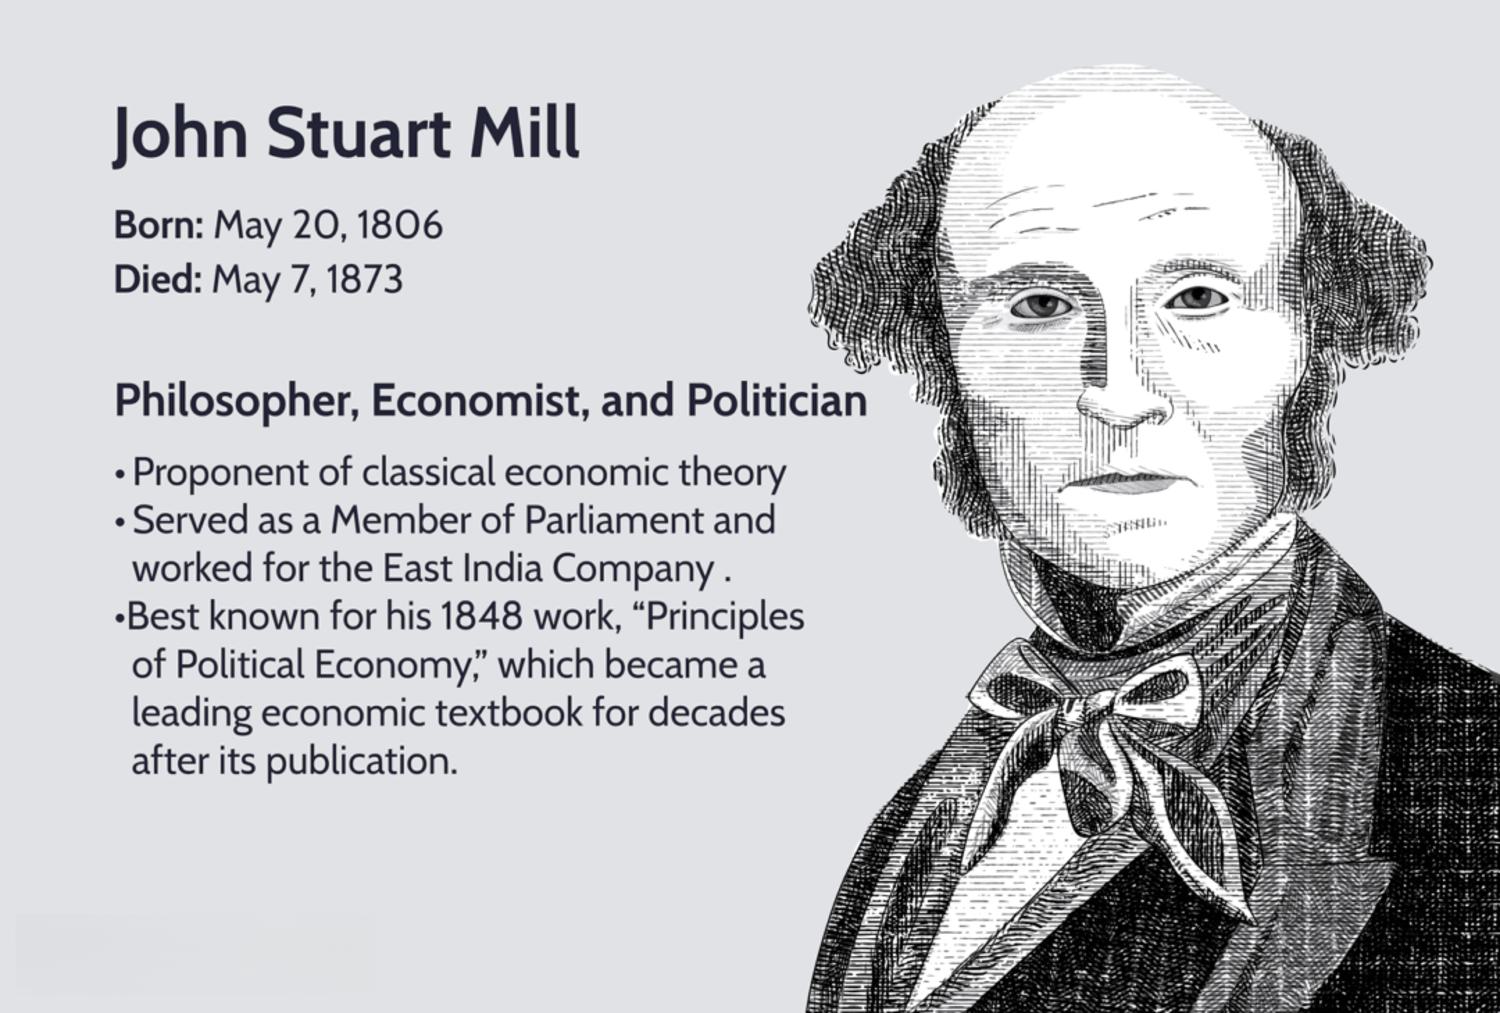 John Stuart Mill
Born: May 20, 1806
Died: May 7, 1873
Philosopher, Economist, and Politician
• Proponent of classical economic theory
• Served as a Member of Parliament and
worked for the East India Company .
•Best known for his 1848 work, “Principles
of Political Economy,” which became a
leading economic textbook for decades
after its publication.